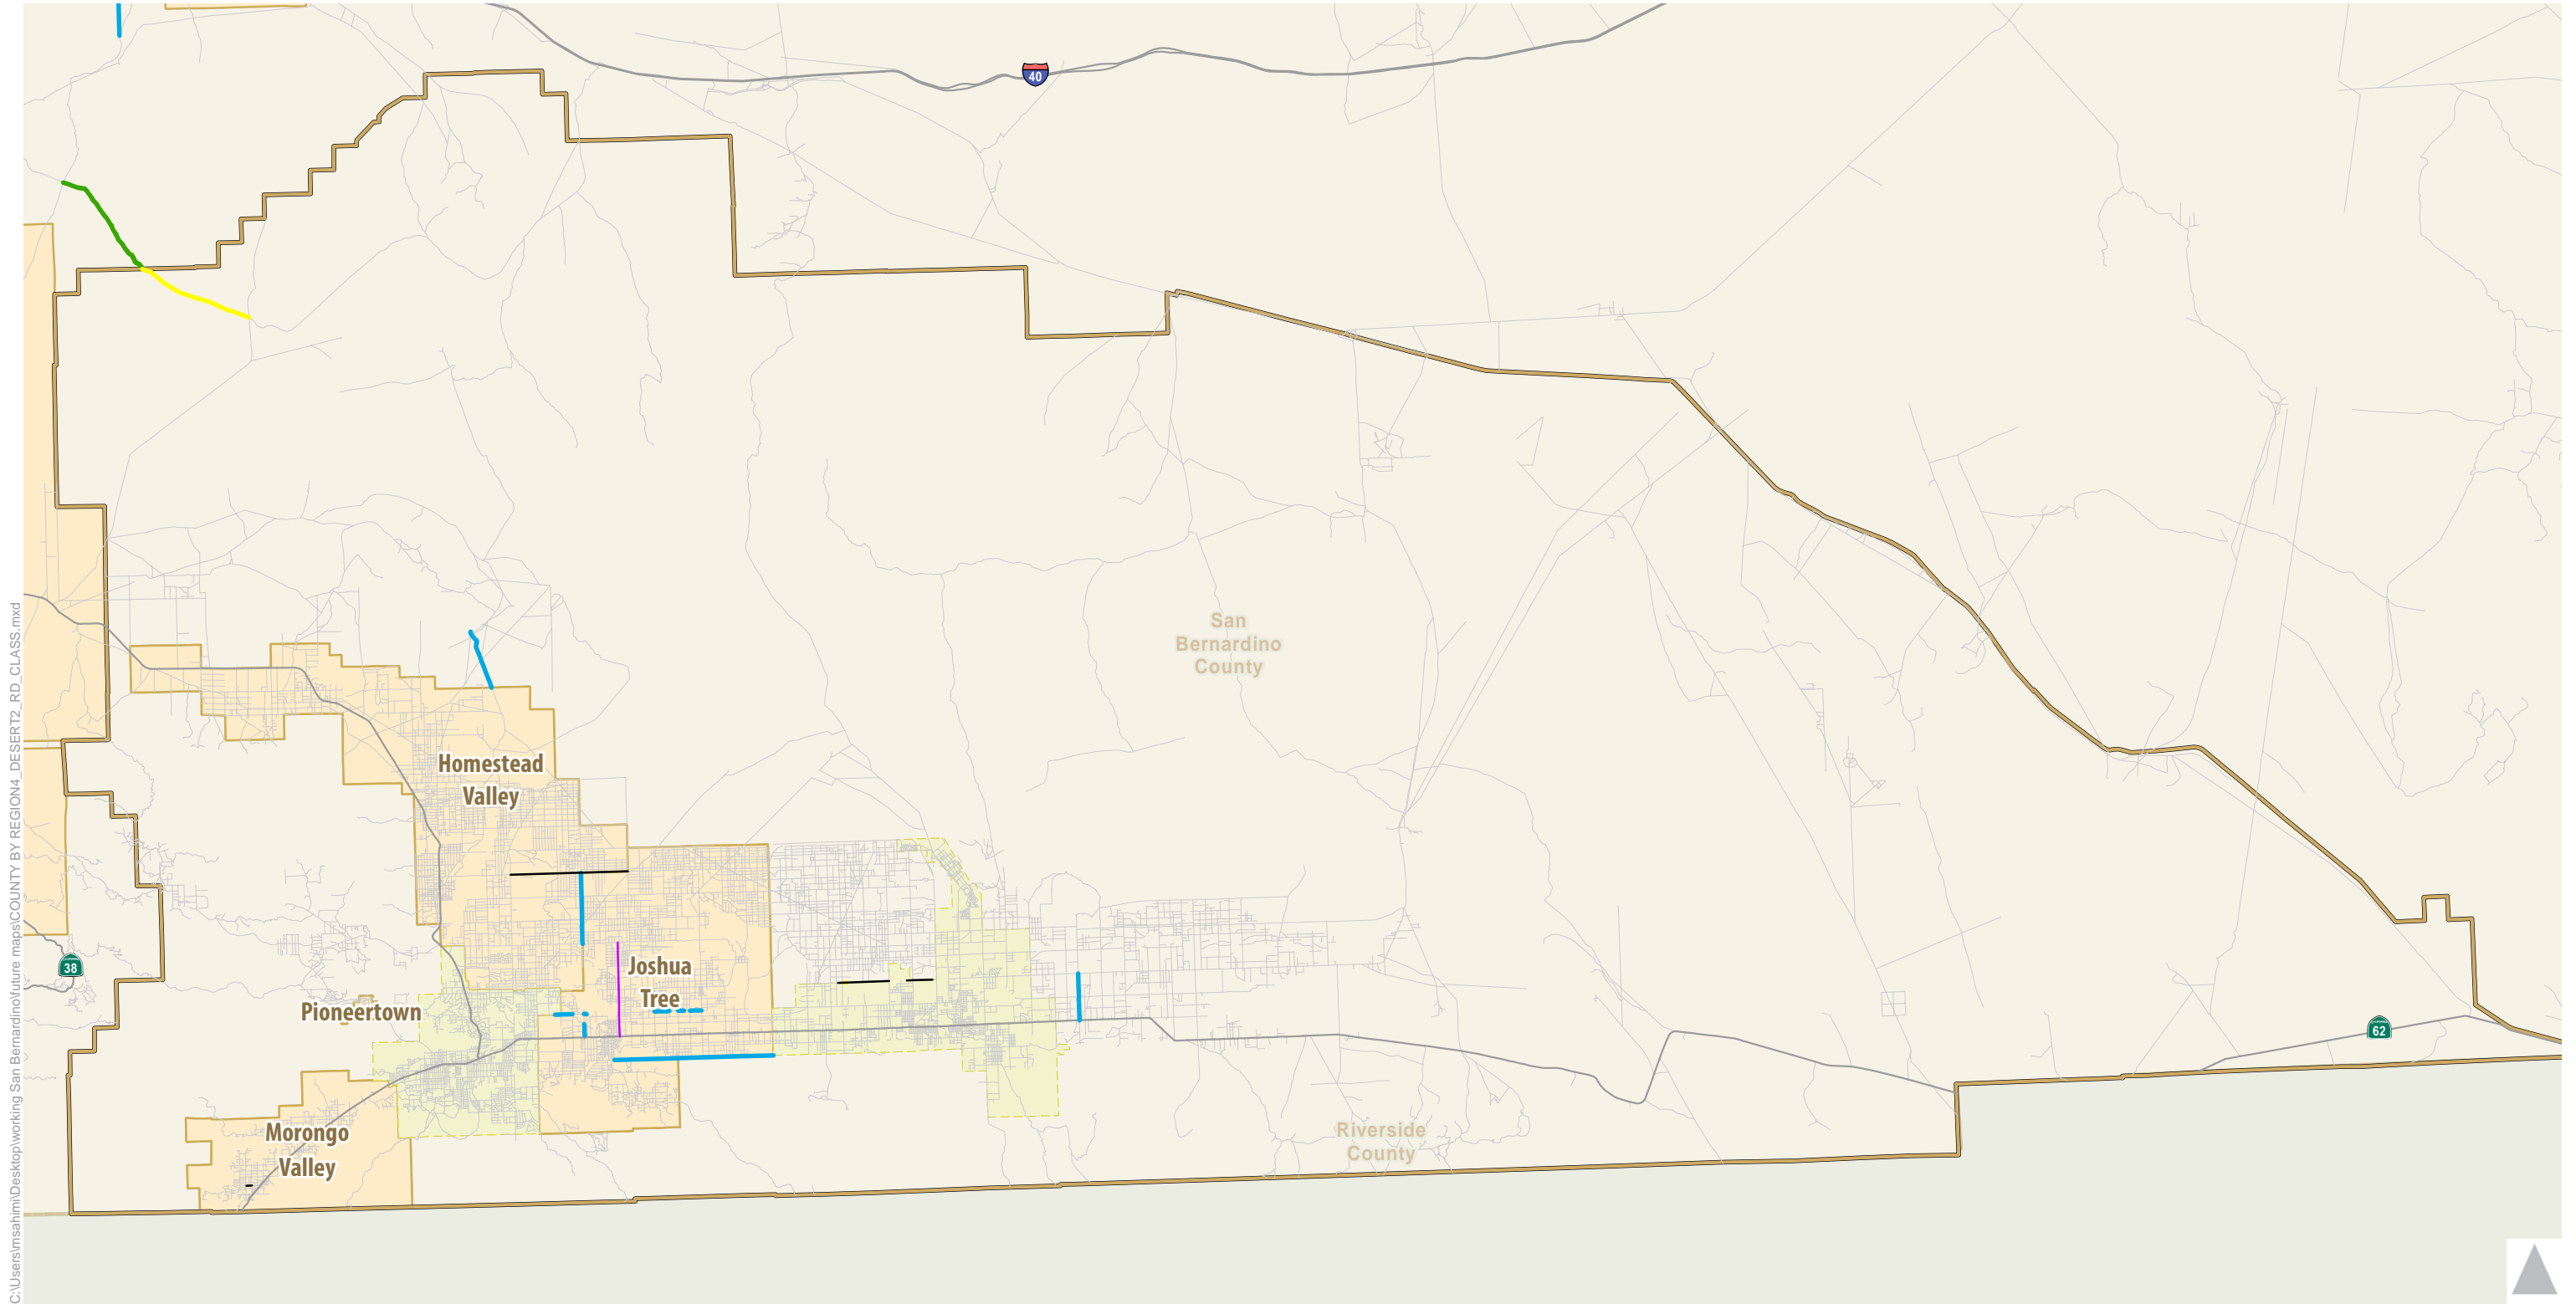 40
San
Bernardino
County
Homestead
Valley
38
Joshua
Tree
Pioneertown
62
Morongo
Valley
Riverside
County
C:\Users\msahimi\Desktop\working San Bernardino\future maps\COUNTY BY REGION4_DESERT2_RD_CLASS.mxd